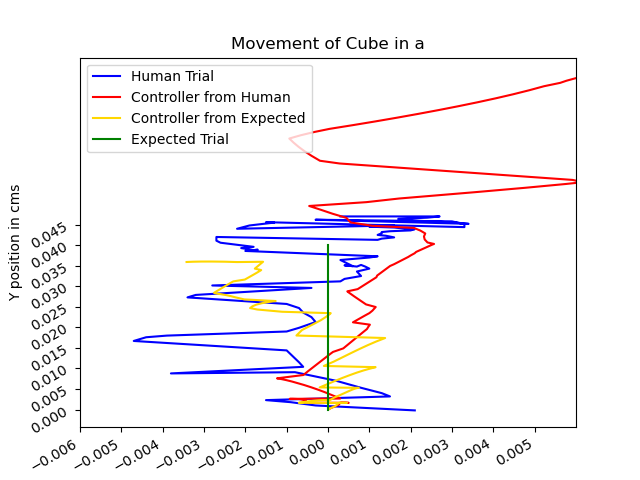 Movement of Cube in a
Human Trial
Controller from Human
Controller from Expected
Expected Trial
Y position in cms
0.045
0.040
0.035
0.030
0.025
0.020
0.015
0.010
0.005
0.000
−0.006 −0.005 −0.004 −0.003 −0.002 −0.001 0.000 0.001 0.002 0.003 0.004 0.005